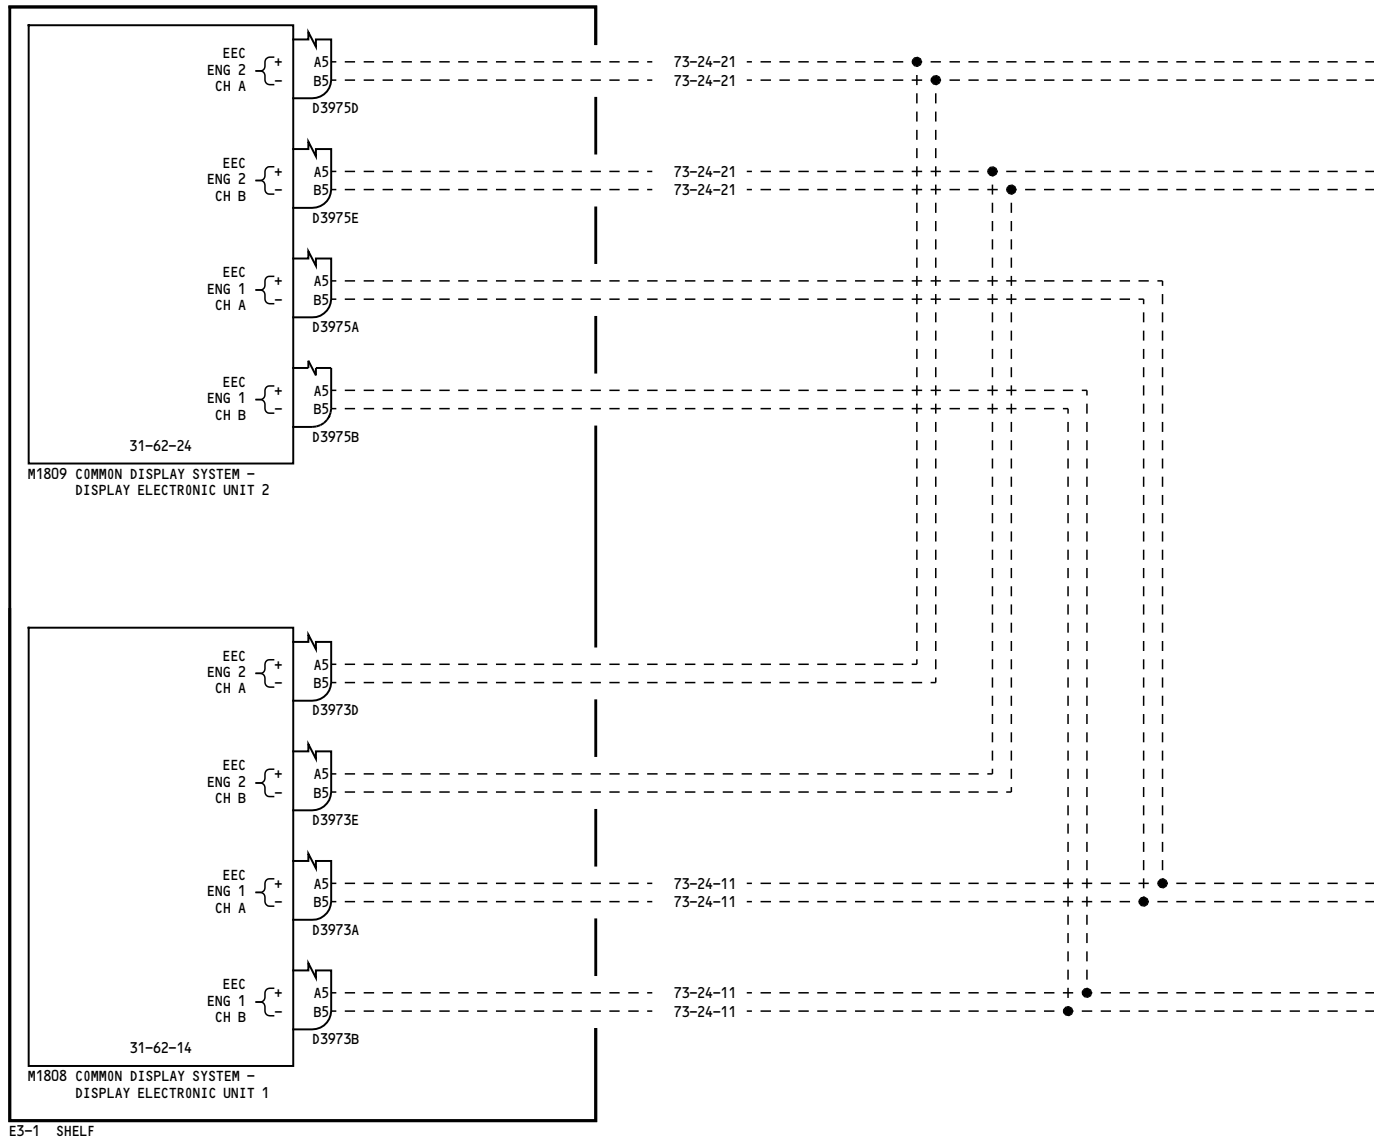 EEC
ENG 2
CH A
+
−
A5
B5
D3975D
73-24-21
73-24-21
EEC
ENG 2
CH B
+
−
A5
B5
D3975E
73-24-21
73-24-21
EEC
ENG 1
CH A
+
−
A5
B5
D3975A
EEC
ENG 1
CH B
+
−
A5
B5
D3975B
31-62-24
M1809 COMMON DISPLAY SYSTEM -
DISPLAY ELECTRONIC UNIT 2
EEC
ENG 2
CH A
+
−
A5
B5
D3973D
EEC
ENG 2
CH B
+
−
A5
B5
D3973E
EEC
ENG 1
CH A
+
−
A5
B5
D3973A
73-24-11
73-24-11
EEC
ENG 1
CH B
+
−
A5
B5
D3973B
73-24-11
73-24-11
31-62-14
M1808 COMMON DISPLAY SYSTEM -
DISPLAY ELECTRONIC UNIT 1
E3-1 SHELF